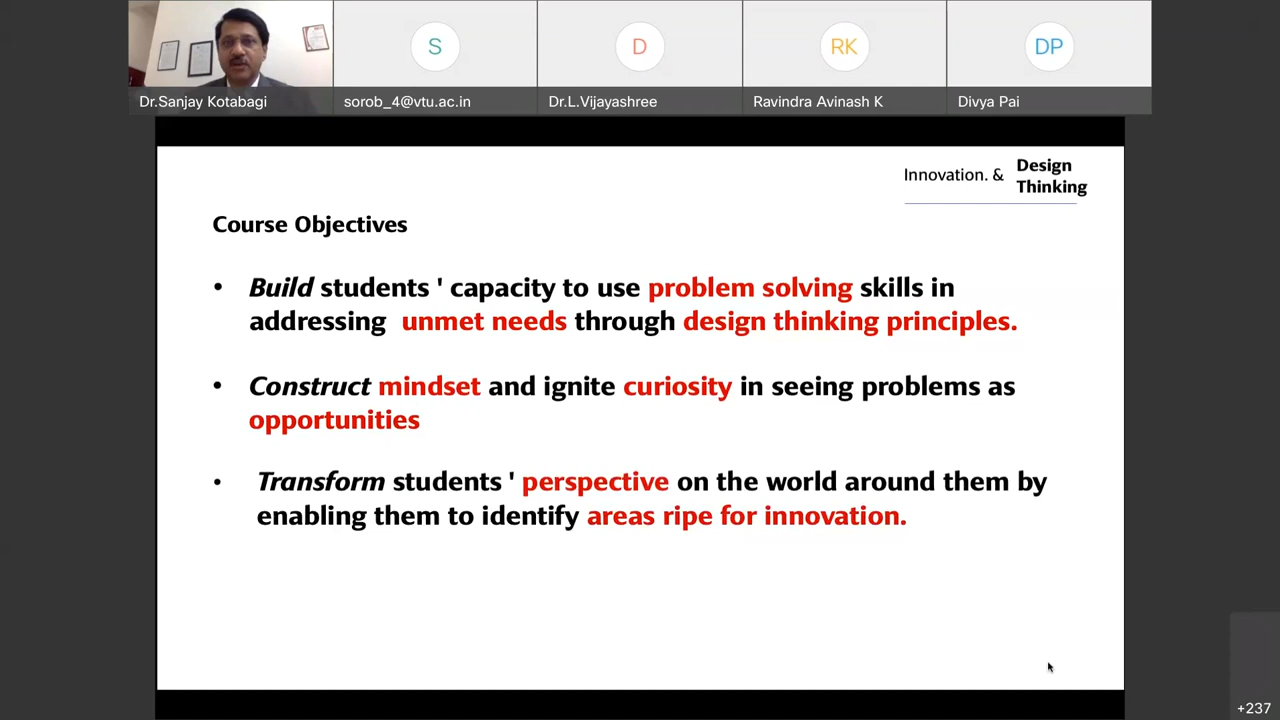 S
D
RK
DP
Dr.Sanjay Kotabagi
sorob_4@vtu.ac.in
Dr.L.Vijayashree
Ravindra Avinash K
Divya Pai
Innovation. & Design
Thinking
Course Objectives
• Build students ' capacity to use problem solving skills in
addressing unmet needs through design thinking principles.
• Construct mindset and ignite curiosity in seeing problems as
opportunities
• Transform students ' perspective on the world around them by
enabling them to identify areas ripe for innovation.
+237